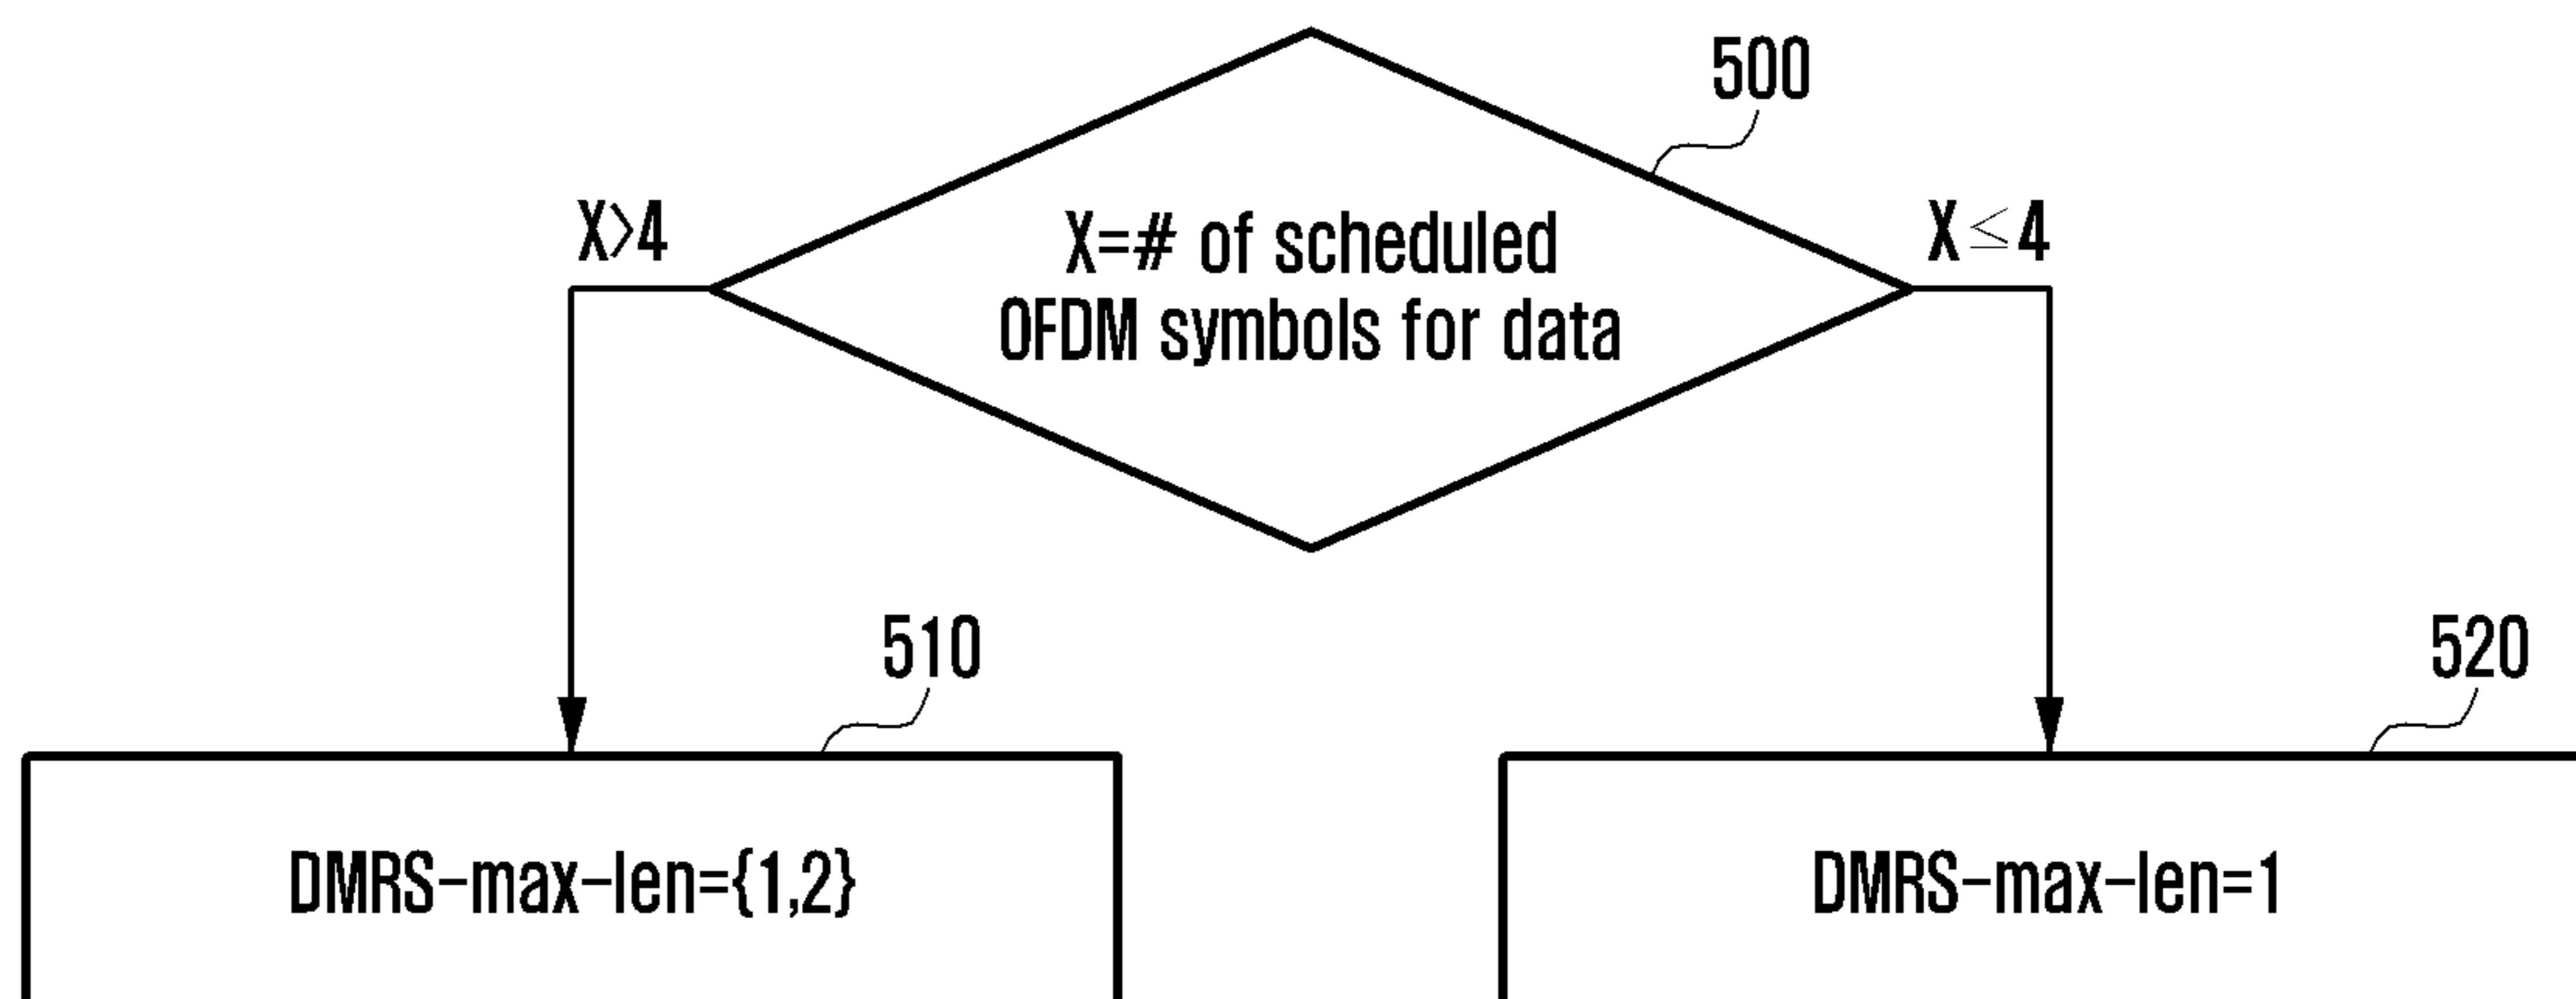 500
X>4
X≤4
X=# of scheduled
OFDM symbols for data
510
520
DMRS-max-len={1,2}
DMRS-max-len=1